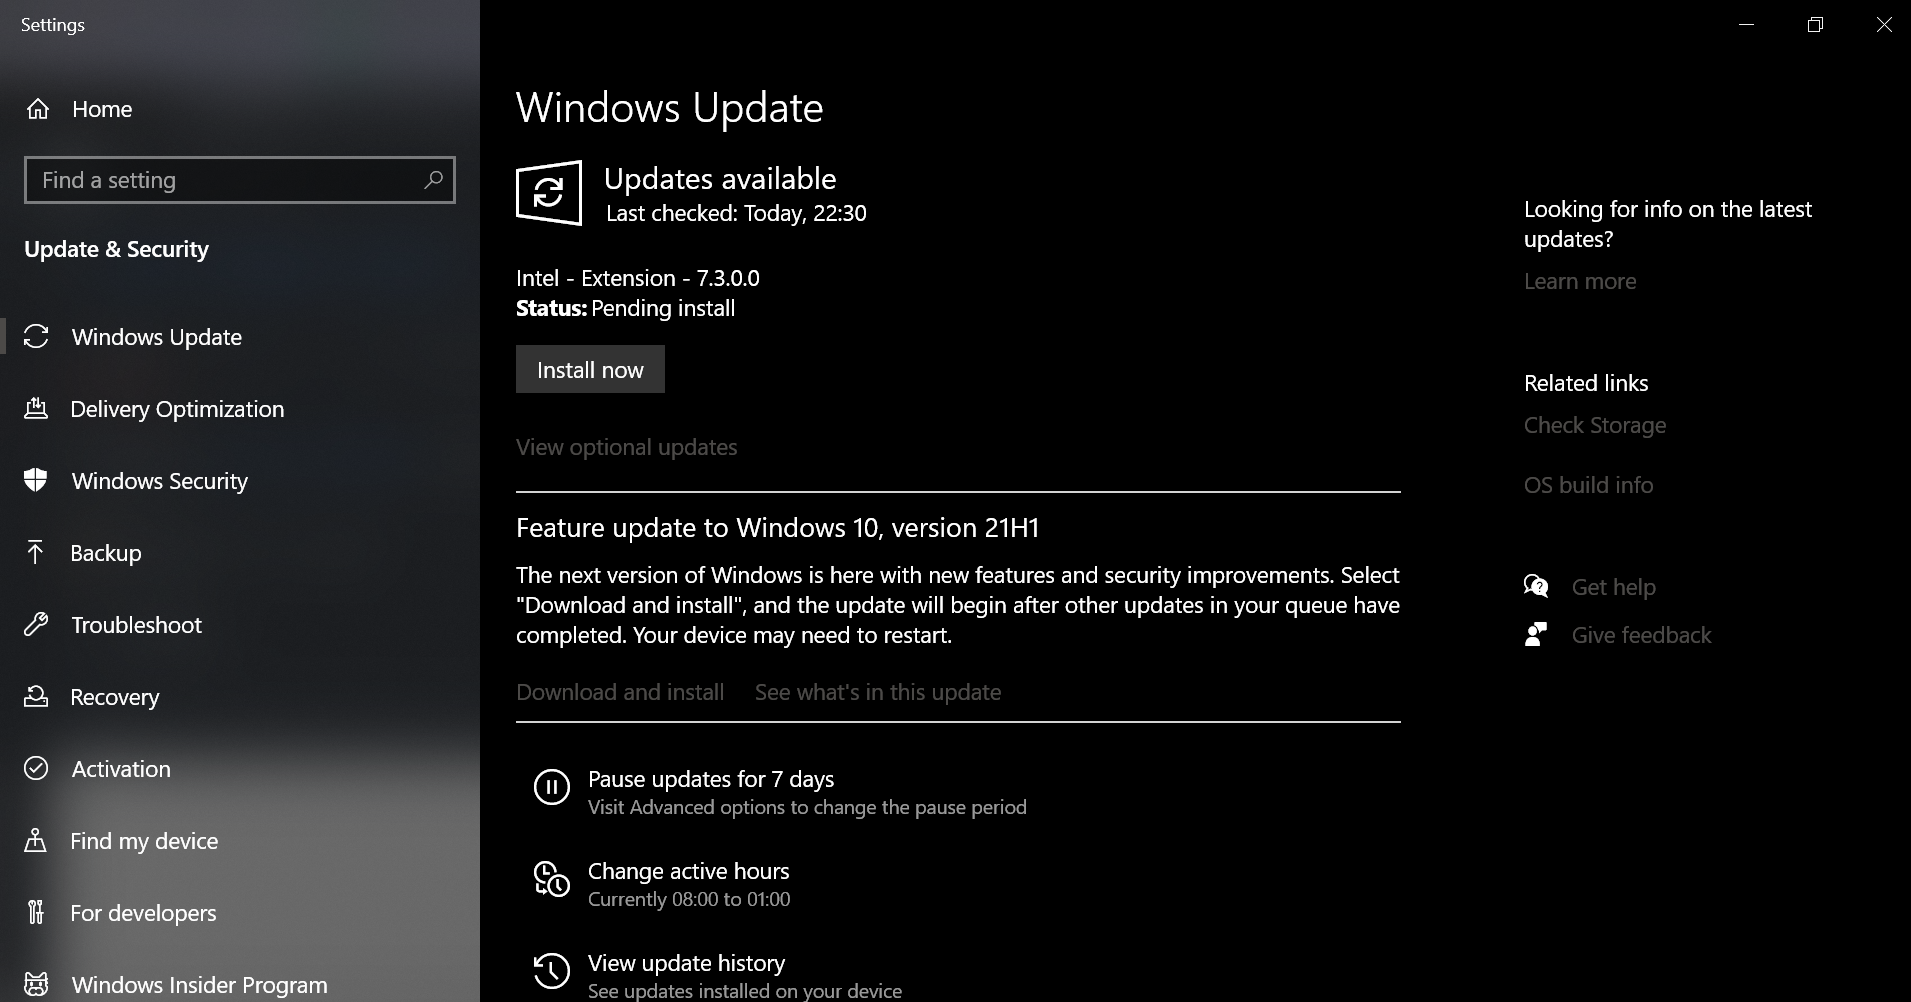 Settings
Home
Find a setting
Update & Security
Windows Update
Delivery Optimization
Windows Security
Backup
Troubleshoot
Recovery
Activation
Find my device
For developers
Windows Insider Program
Windows Update
Updates available
Last checked: Today, 22:30
Intel - Extension - 7.3.0.0
Status: Pending install
Install now
View optional updates
Feature update to Windows 10, version 21H1
The next version of Windows is here with new features and security improvements. Select
"Download and install", and the update will begin after other updates in your queue have
completed. Your device may need to restart.
Download and install See what's in this update
Pause updates for 7 days
Visit Advanced options to change the pause period
Change active hours
Currently 08:00 to 01:00
View update history
See updates installed on your device
Looking for info on the latest
updates?
Learn more
Related links
Check Storage
OS build info
Get help
Give feedback